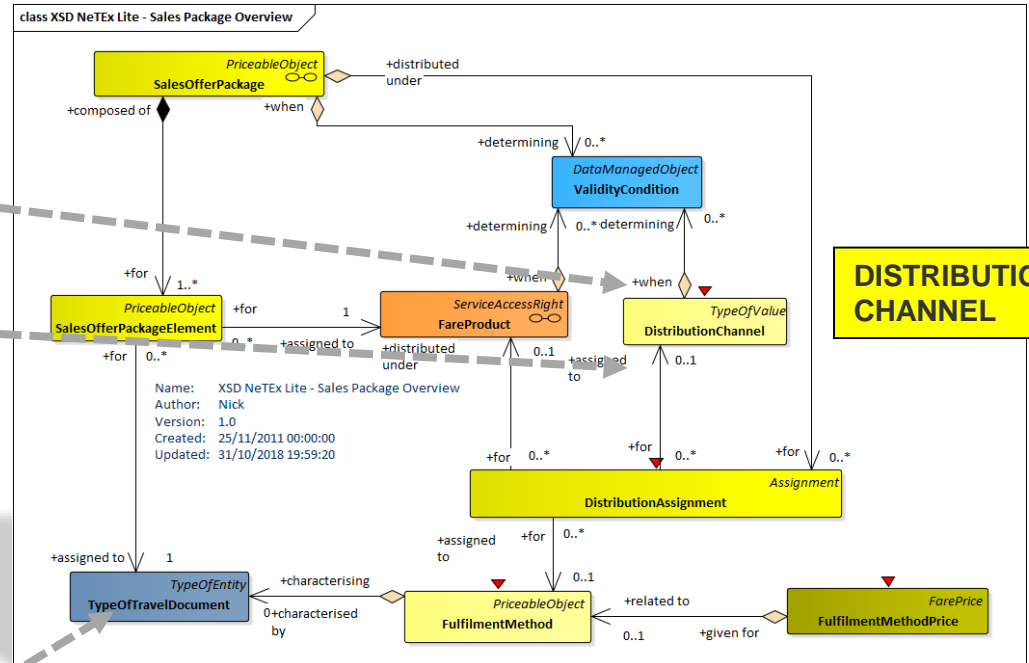 class XSD NeTEx Lite - Sales Package Overview
PriceableObject
SalesOfferPackage
+distributed
under
+composed of
+when
+determining
0..*
DataManagedObject
ValidityCondition
+determining
0..*
determining
0..*
+for
1..*
+when
+when
DISTRIBUTIO
CHANNEL
PriceableObject
SalesOfferPackageElement
+for
1
ServiceAccessRight
FareProduct
TypeOfValue
DistributionChannel
0..*
+assigned to
+for
0..*
+distributed
under
0..1
+assigned
to
0..1
Name: XSD NeTEx Lite - Sales Package Overview
Author: Nick
Version: 1.0
Created: 25/11/2011 00:00:00
Updated: 31/10/2018 19:59:20
+for
0..*
+for
0..*
+for
0..*
Assignment
DistributionAssignment
+assigned
to
+for
0..*
+assigned to
1
0..1
TypeOfEntity
TypeOfTravelDocument
+characterising
0
+characterised
by
PriceableObject
FulfilmentMethod
+related to
0..1
+given for
FarePrice
FulfilmentMethodPrice